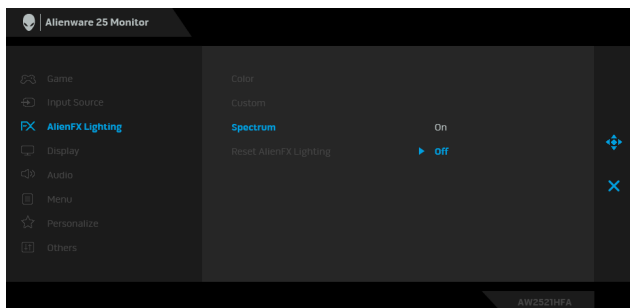 Alienware 25 Monitor
Game
Color
Input Source
Custom
FX AlienFX Lighting
Spectrum On
Display
Reset AlienFX Lighting Off
Audio
Menu
Personalize
Others
AW2521HFA